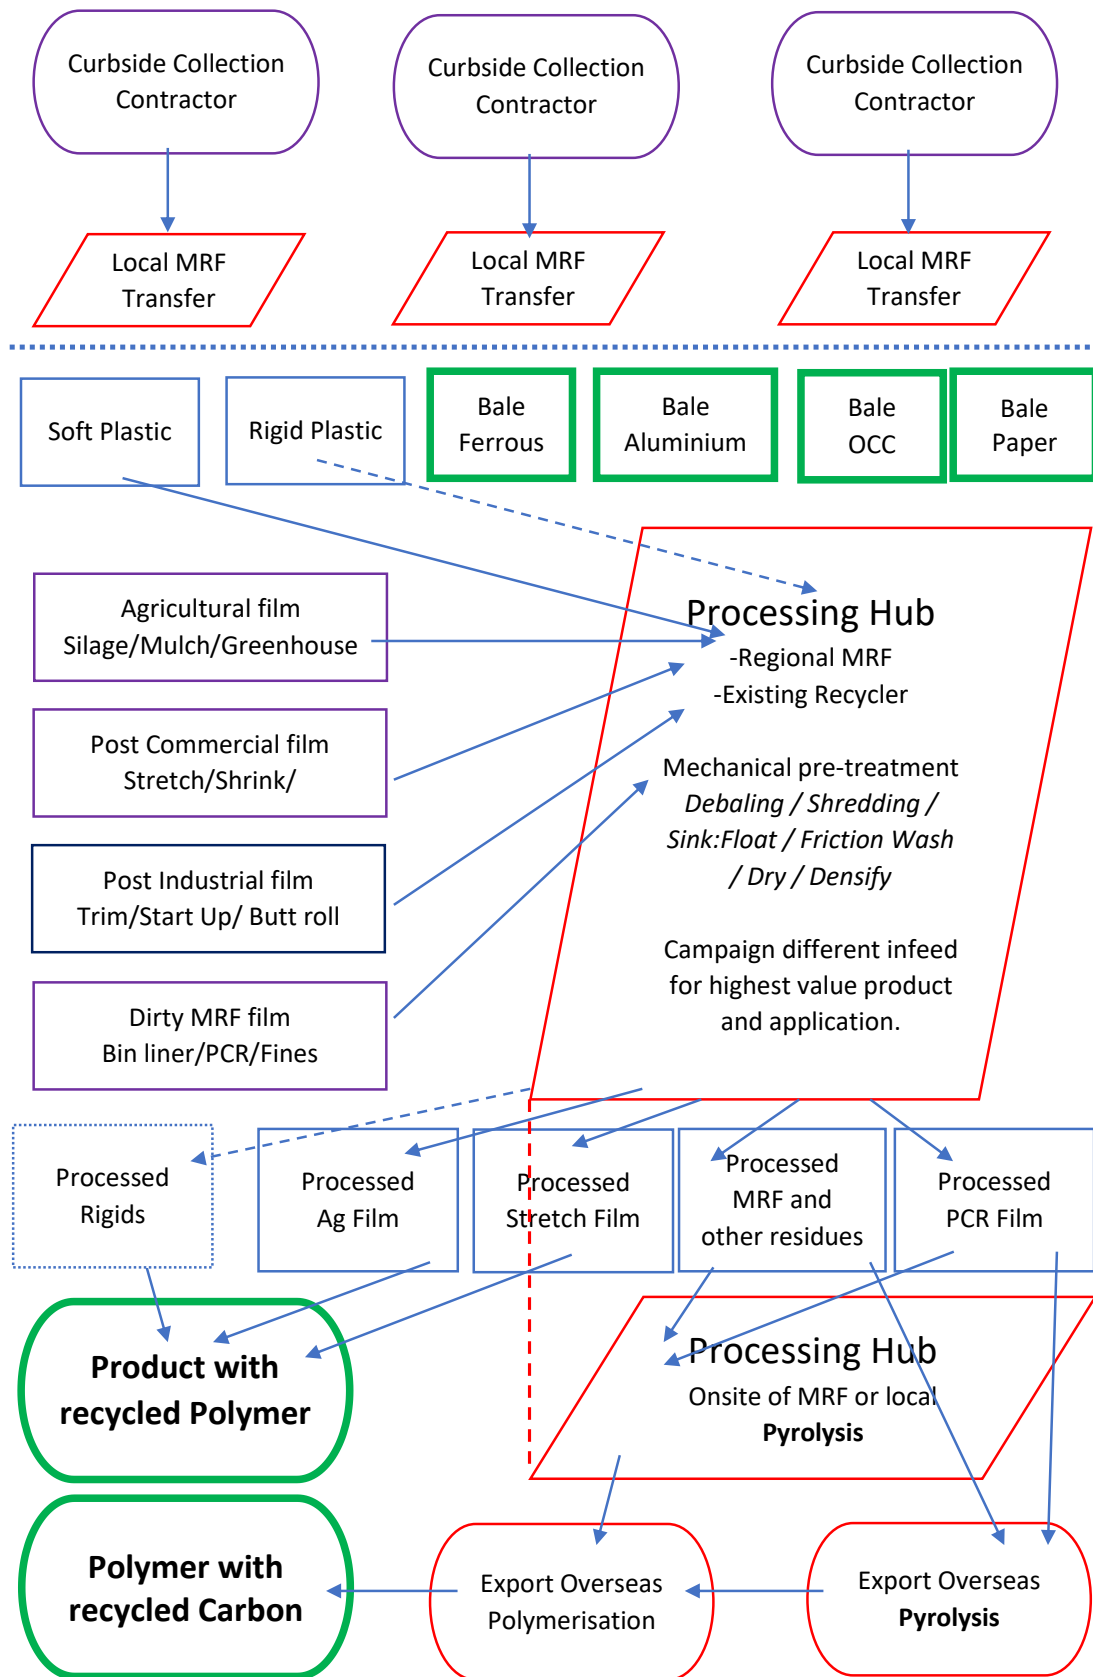 Curbside Collection
Contractor
Curbside Collection
Contractor
Curbside Collection
Contractor
Local MRF
Transfer
Local MRF
Transfer
Local MRF
Transfer
Soft Plastic
Rigid Plastic
Bale
Ferrous
Bale
Aluminium
Bale
OCC
Bale
Paper
Agricultural film
Silage/Mulch/Greenhouse
Post Commercial film
Stretch/Shrink/
Post Industrial film
Trim/Start Up/ Butt roll
Dirty MRF film
Bin liner/PCR/Fines
Processing Hub
-Regional MRF
-Existing Recycler
Mechanical pre-treatment
Debaling / Shredding /
Sink:Float / Friction Wash
/ Dry / Densify
Campaign different infeed
for highest value product
and application.
Processed
Rigids
Processed
Ag Film
Processed
Stretch Film
Processed
MRF and
other residues
Processed
PCR Film
Product with
recycled Polymer
Processing Hub
Onsite of MRF or local
Pyrolysis
Polymer with
recycled Carbon
Export Overseas
Polymerisation
Export Overseas
Pyrolysis